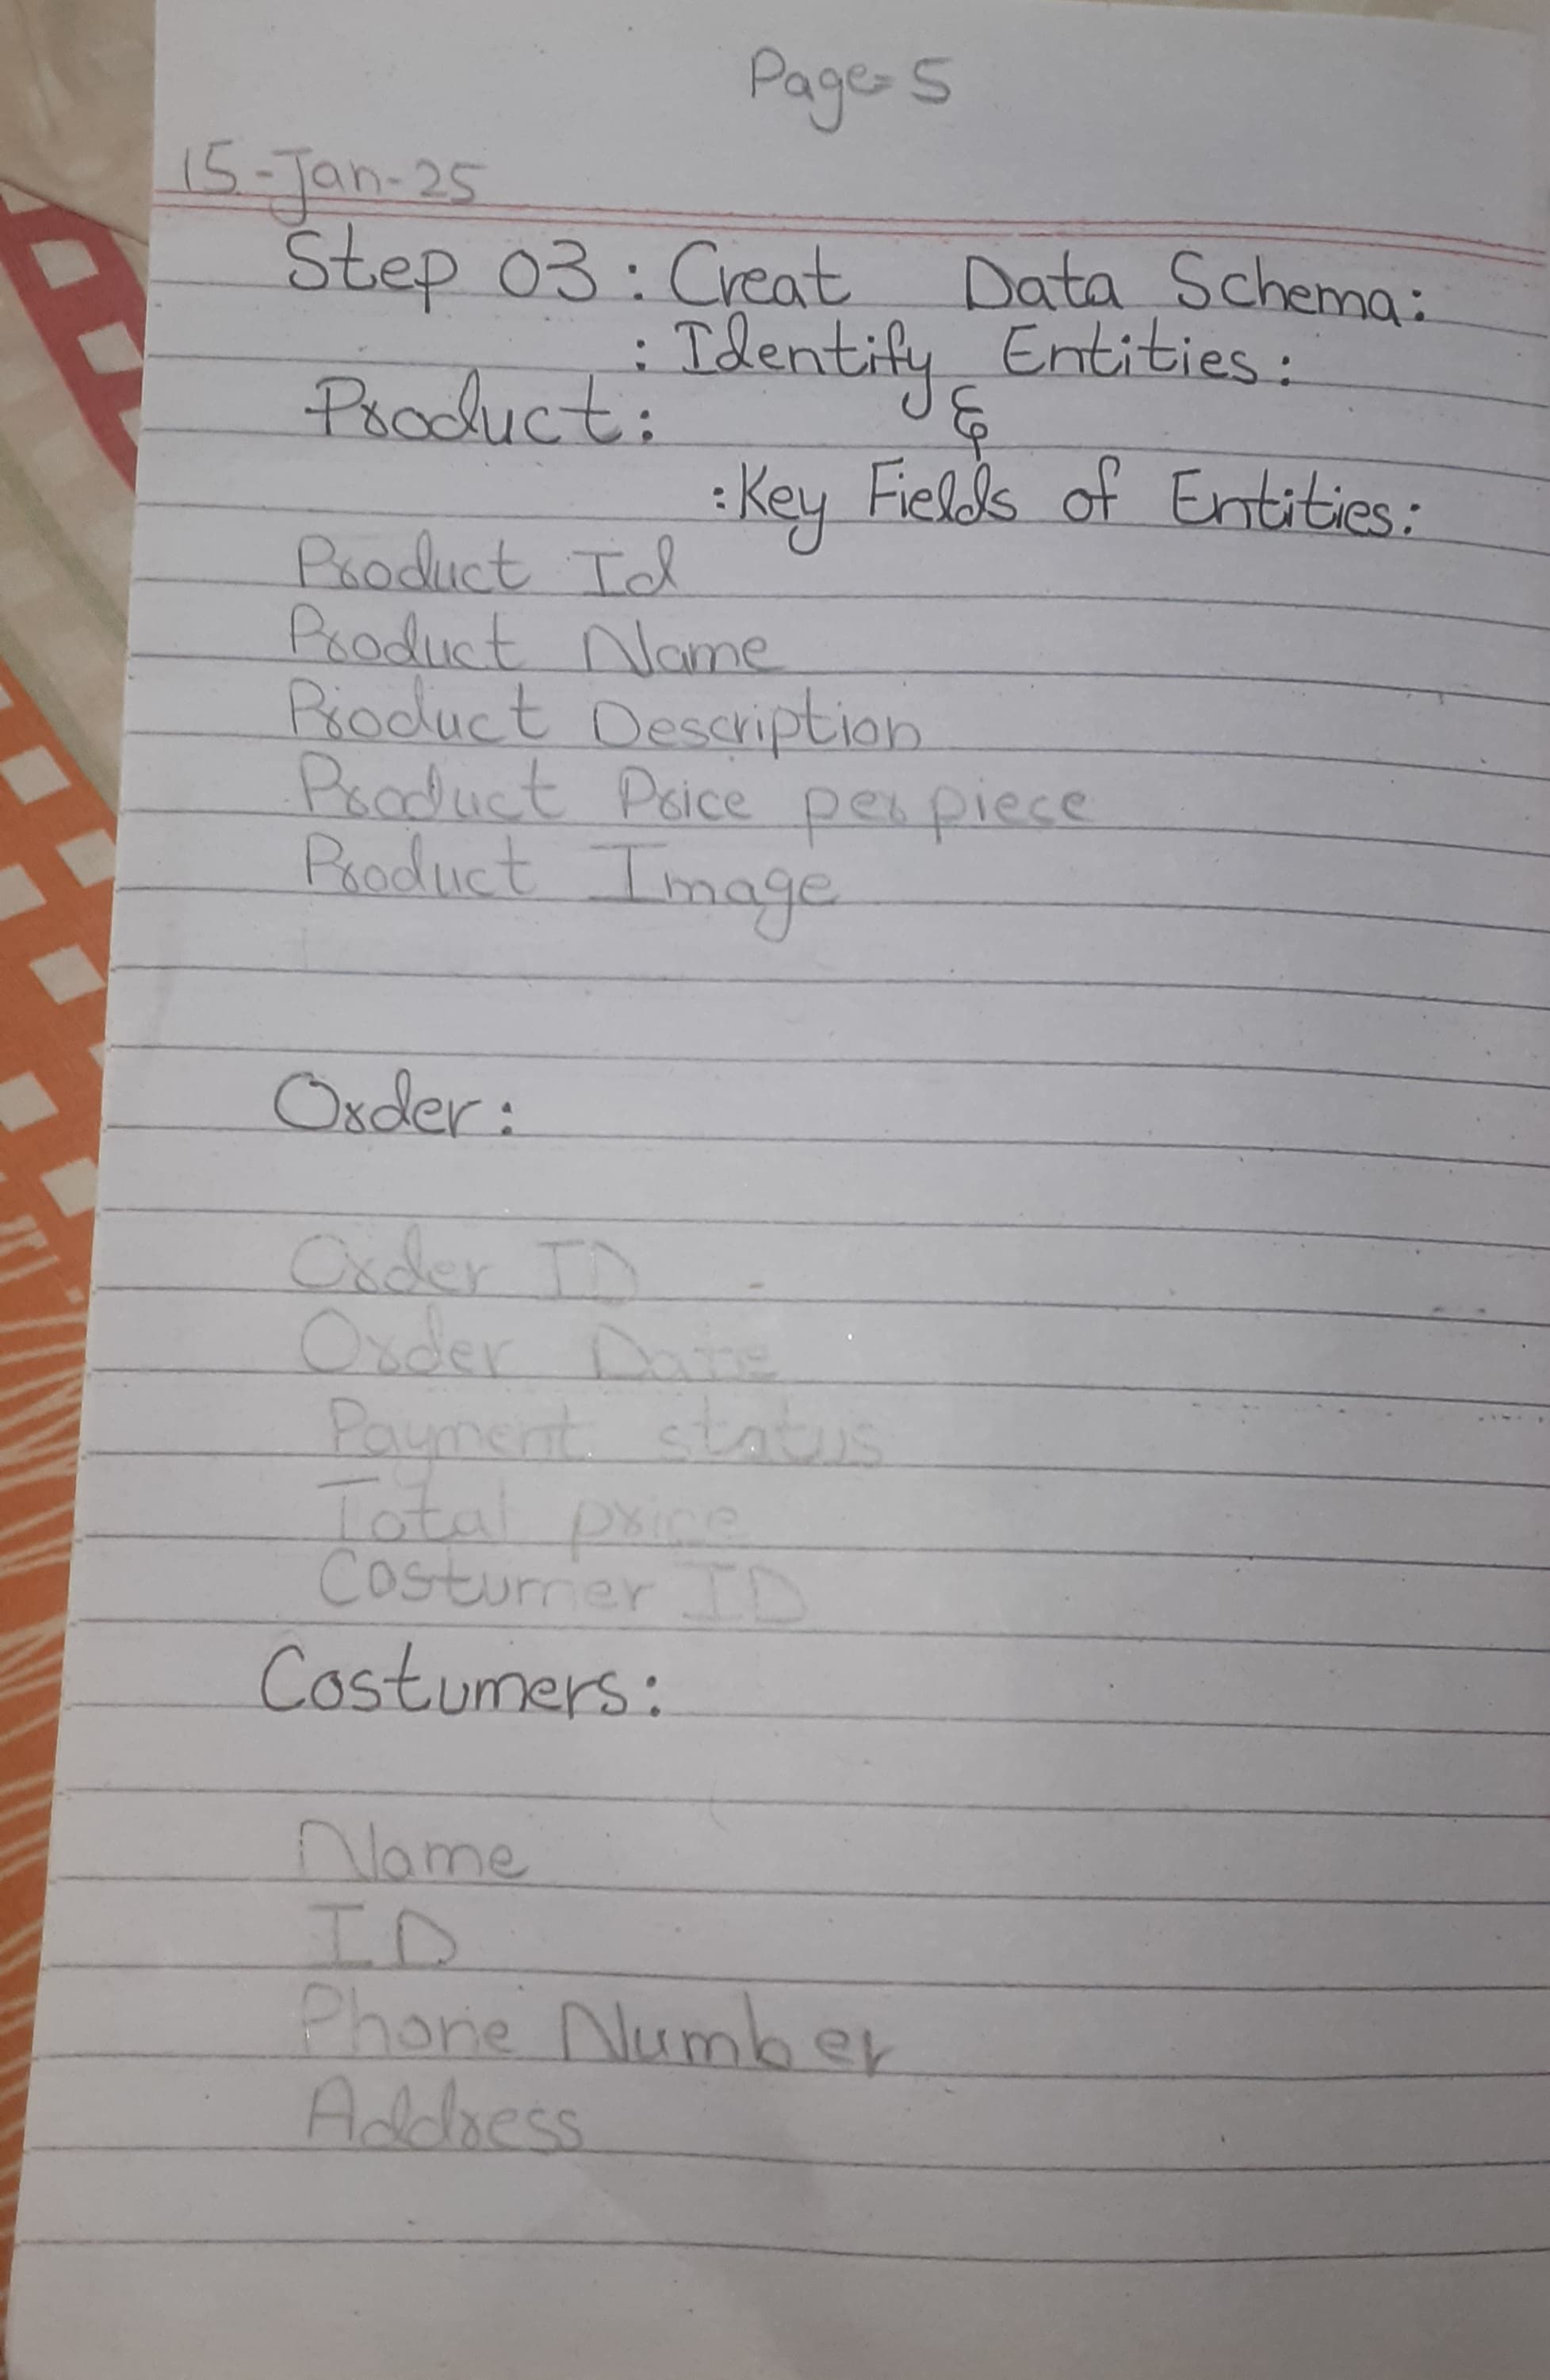 Page= 5
15-Jan-25
Step 03: Creat Data Schema:
: Identify Entities:
Product: &
:Key Fields of Entities:
Product Id
Product Name
Product Description
Product Price per piece
Product Image
Order:
Order ID
Order Date
Payment status
Total price
Costumer ID
Costumers:
Name
ID
Phone Number
Address